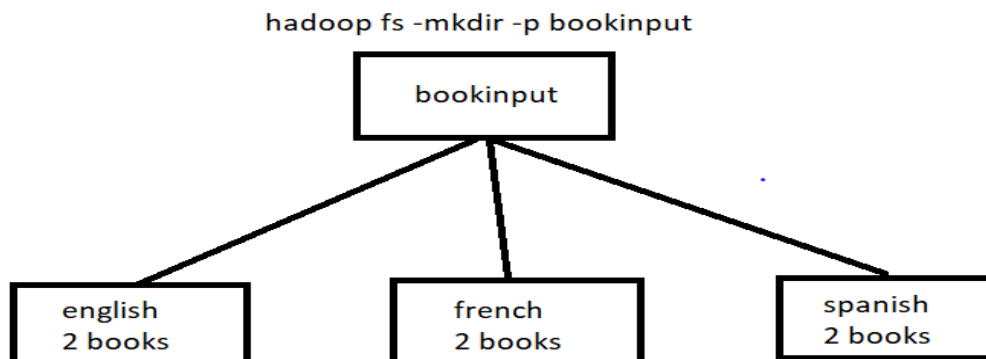 hadoop fs -mkdir -p bookinput
bookinput
english
2 books
french
2 books
spanish
2 books